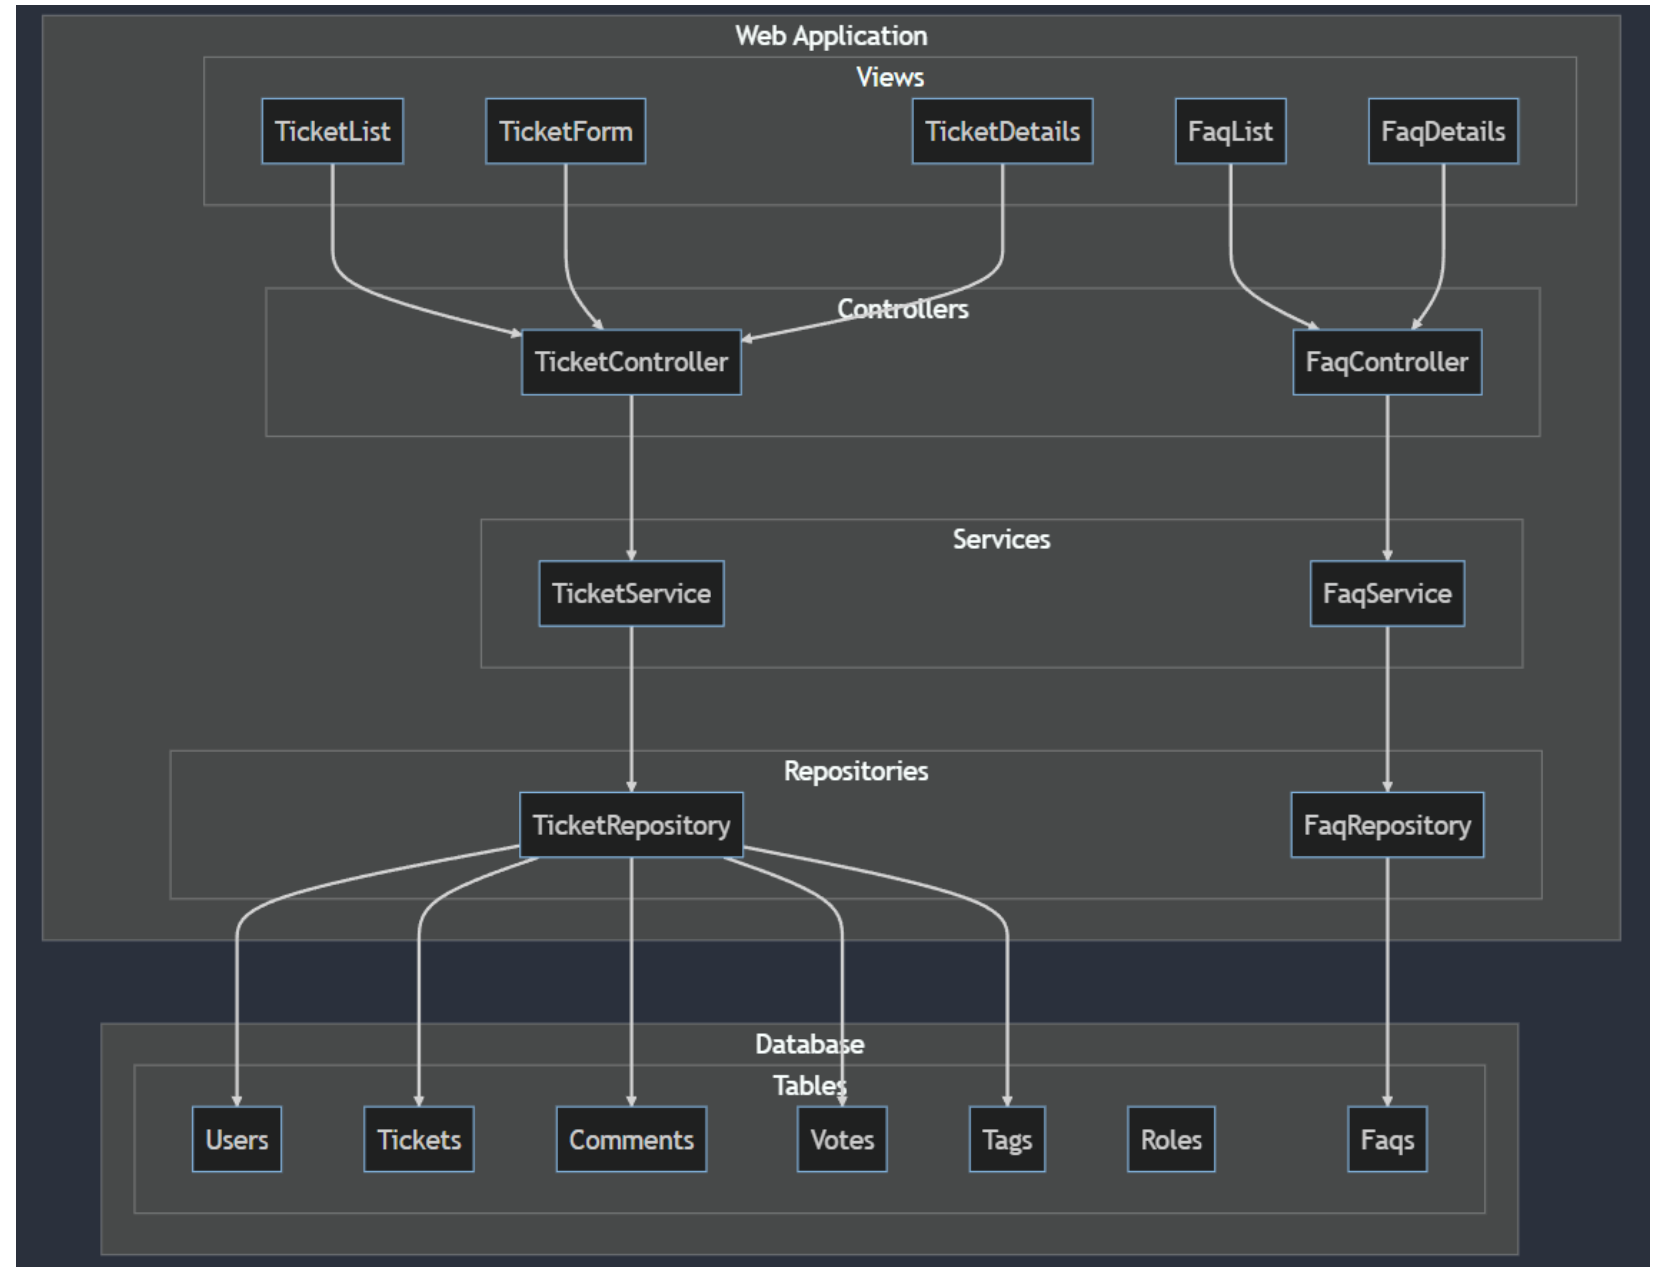 Web Application
Views
TicketList
TicketForm
TicketDetails
FaqList
FaqDetails
Controllers
TicketController
FaqController
Services
TicketService
FaqService
Repositories
TicketRepository
FaqRepository
Database
Tables
Users
Tickets
Comments
Votes
Tags
Roles
Faqs